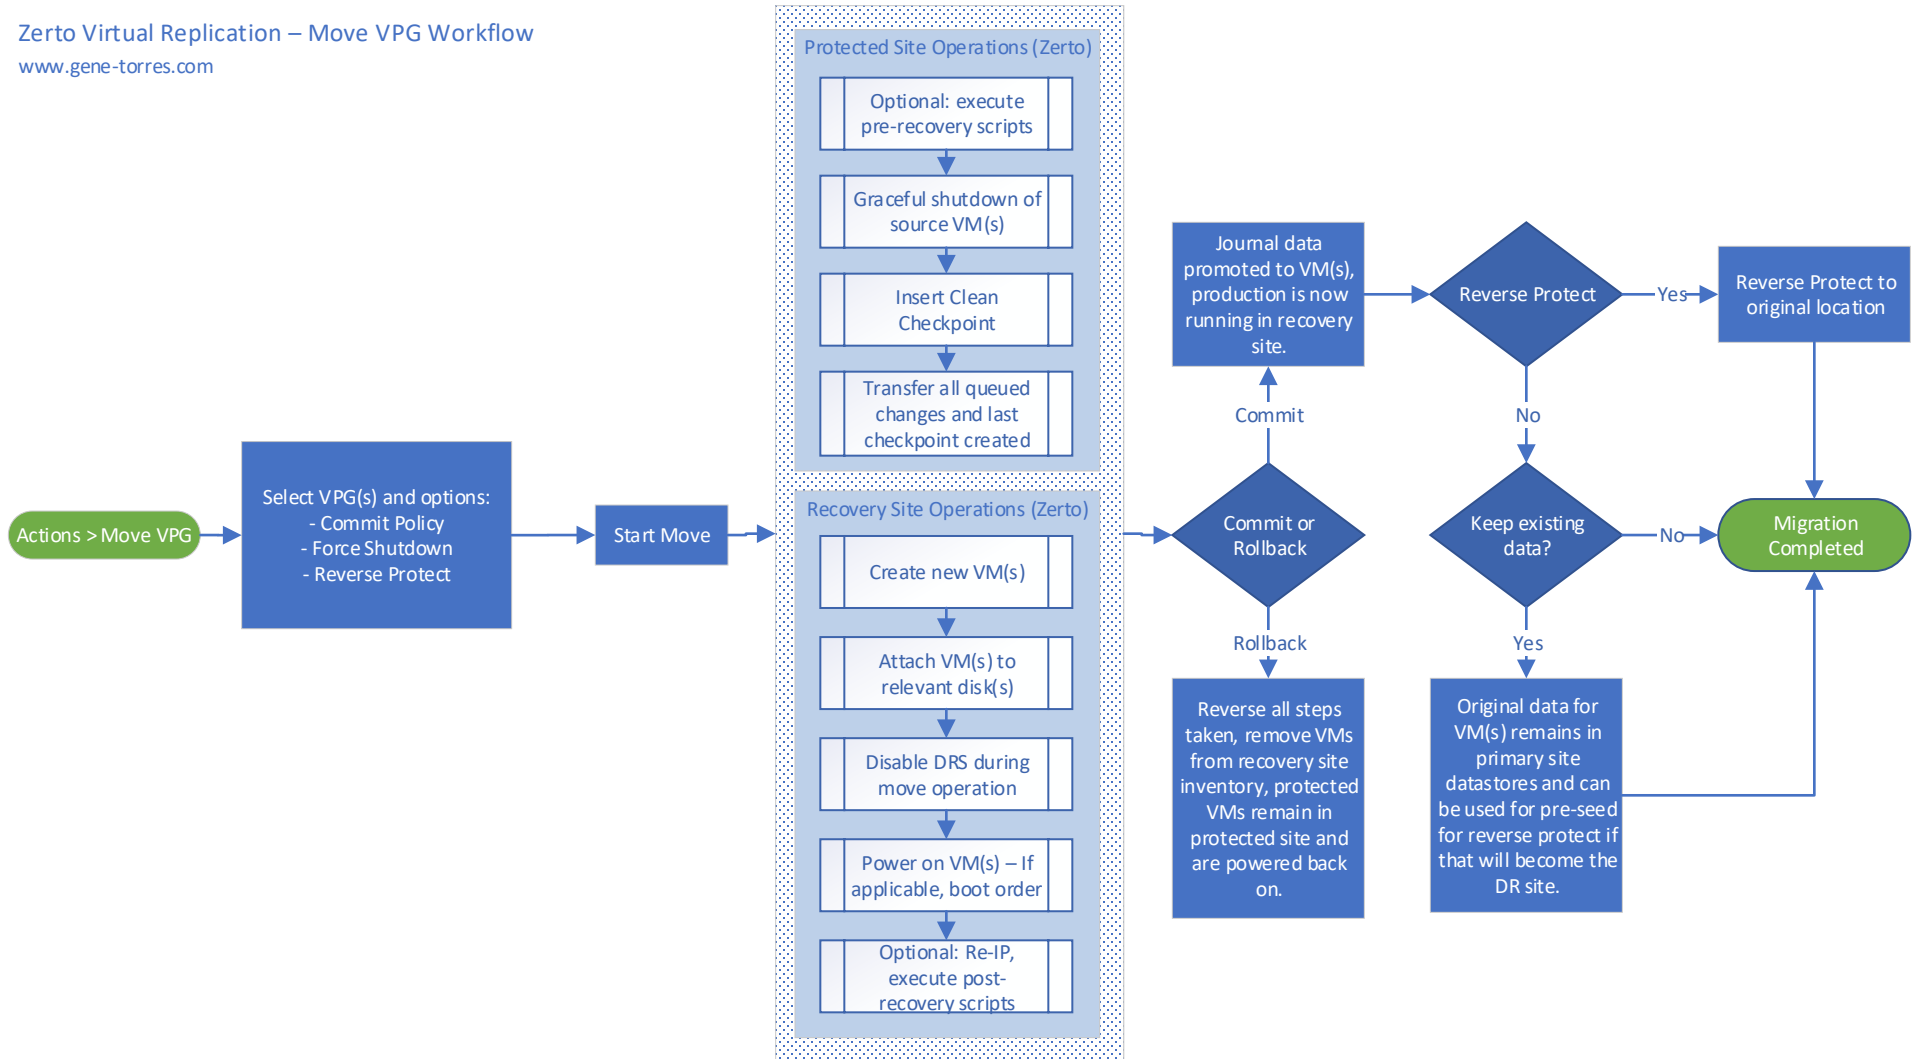 Zerto Virtual Replication – Move VPG Workflow
www.gene-torres.com
Actions > Move VPG
Select VPG(s) and options:
- Commit Policy
- Force Shutdown
- Reverse Protect
Start Move
Protected Site Operations (Zerto)
Optional: execute
pre-recovery scripts
Graceful shutdown of
source VM(s)
Insert Clean
Checkpoint
Transfer all queued
changes and last
checkpoint created
Recovery Site Operations (Zerto)
Create new VM(s)
Attach VM(s) to
relevant disk(s)
Disable DRS during
move operation
Power on VM(s) – If
applicable, boot order
Optional: Re-IP,
execute post-
recovery scripts
Commit or
Rollback
Commit
Journal data
promoted to VM(s),
production is now
running in recovery
site.
Rollback
Reverse all steps
taken, remove VMs
from recovery site
inventory, protected
VMs remain in
protected site and
are powered back
on.
Reverse Protect
Yes
Reverse Protect to
original location
No
Keep existing
data?
No
Migration
Completed
Yes
Original data for
VM(s) remains in
primary site
datastores and can
be used for pre-seed
for reverse protect if
that will become the
DR site.